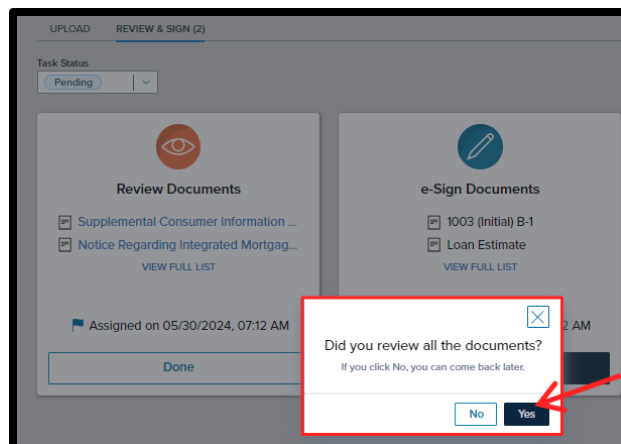 UPLOAD REVIEW & SIGN (2)
Task Status
Pending
Review Documents
Supplemental Consumer Information ...
Notice Regarding Integrated Mortgag...
VIEW FULL LIST
Assigned on 05/30/2024, 07:12 AM
Done
e-Sign Documents
1003 (Initial) B-1
Loan Estimate
VIEW FULL LIST
2 AM
Did you review all the documents?
If you click No, you can come back later.
No Yes